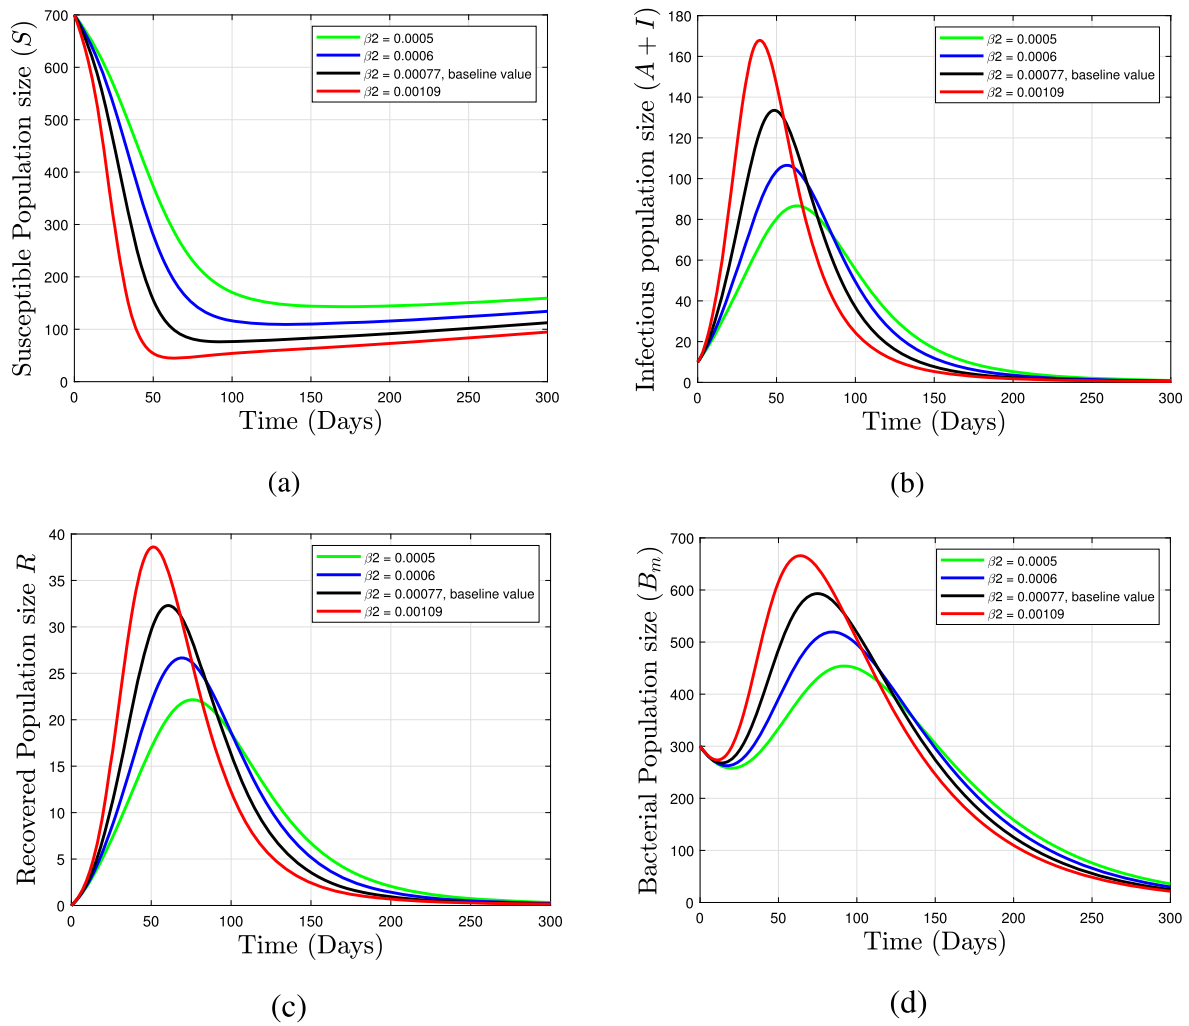 Susceptible Population size (S)
700
600
500
400
300
200
100
0
β2 = 0.0005
β2 = 0.0006
β2 = 0.00077, baseline value
β2 = 0.00109
0 50 100 150 200 250 300
Time (Days)
(a)
Infectious population size (A + I)
180
160
140
120
100
80
60
40
20
0
β2 = 0.0005
β2 = 0.0006
β2 = 0.00077, baseline value
β2 = 0.00109
0 50 100 150 200 250 300
Time (Days)
(b)
Recovered Population size R
40
35
30
25
20
15
10
5
0
β2 = 0.0005
β2 = 0.0006
β2 = 0.00077, baseline value
β2 = 0.00109
0 50 100 150 200 250 300
Time (Days)
(c)
Bacterial Population size (Bₘ)
700
600
500
400
300
200
100
0
β2 = 0.0005
β2 = 0.0006
β2 = 0.00077, baseline value
β2 = 0.00109
0 50 100 150 200 250 300
Time (Days)
(d)